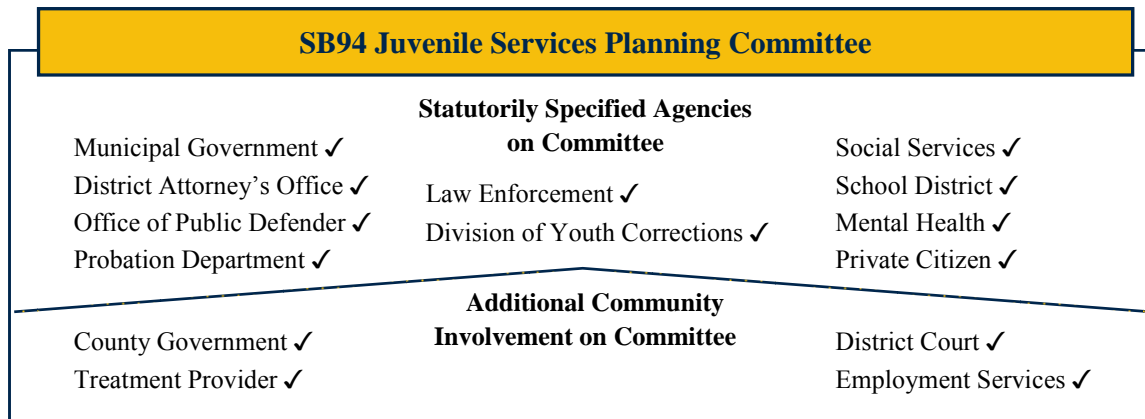 SB94 Juvenile Services Planning Committee
Statutorily Specified Agencies
on Committee
Municipal Government ✓
District Attorney’s Office ✓
Office of Public Defender ✓
Probation Department ✓
Law Enforcement ✓
Division of Youth Corrections ✓
Social Services ✓
School District ✓
Mental Health ✓
Private Citizen ✓
Additional Community
Involvement on Committee
County Government ✓
Treatment Provider ✓
District Court ✓
Employment Services ✓